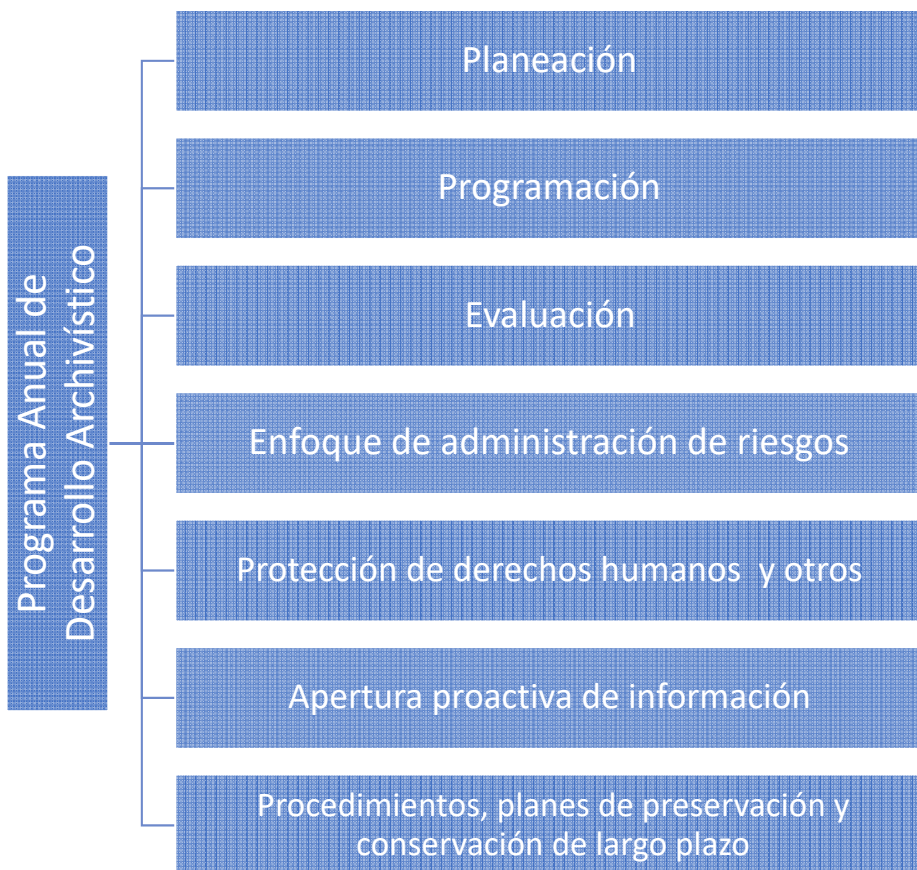 Programa Anual de
Desarrollo Archivístico
Planeación
Programación
Evaluación
Enfoque de administración de riesgos
Protección de derechos humanos y otros
Apertura proactiva de información
Procedimientos, planes de preservación y
conservación de largo plazo